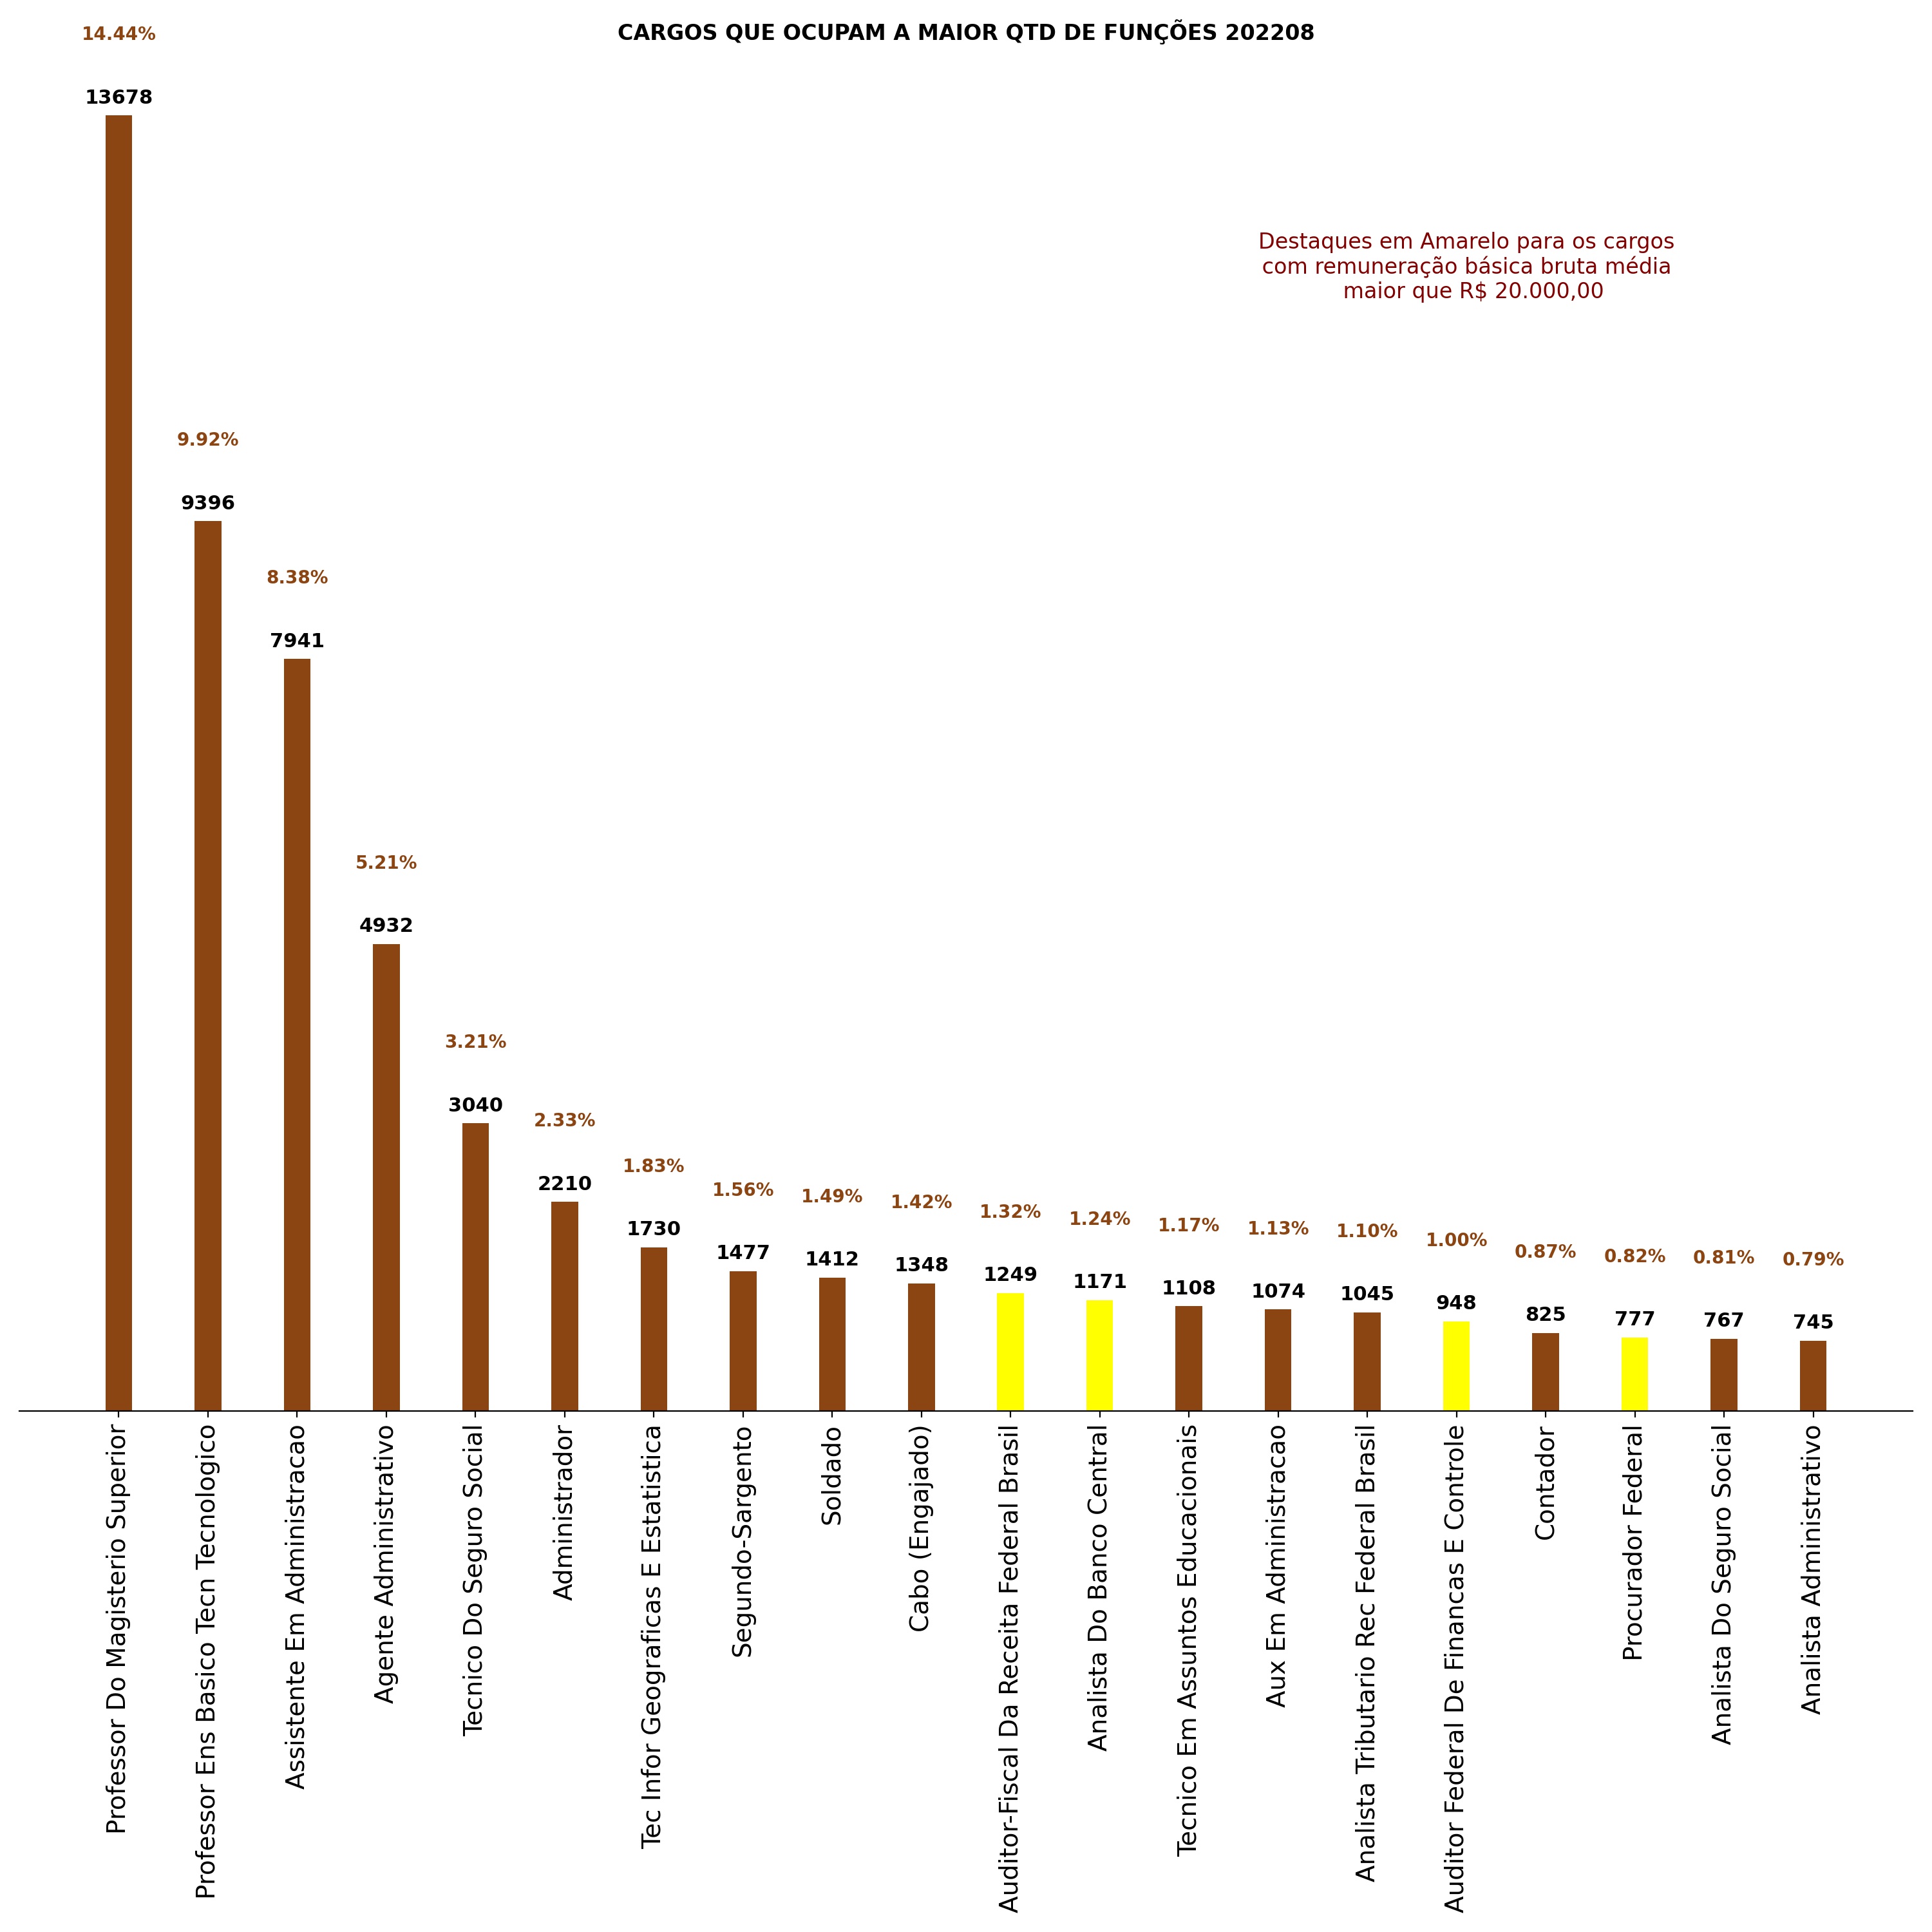 CARGOS QUE OCUPAM A MAIOR QTD DE FUNÇÕES 202208
Destaques em Amarelo para os cargos
com remuneração básica bruta média
maior que R$ 20.000,00
14.44%
13678
9.92%
9396
8.38%
7941
5.21%
4932
3.21%
3040
2.33%
2210
1.83%
1730
1.56%
1477
1.49%
1412
1.42%
1348
1.32%
1249
1.24%
1171
1.17%
1108
1.13%
1074
1.10%
1045
1.00%
948
0.87%
825
0.82%
777
0.81%
767
0.79%
745
Professor Do Magisterio Superior
Professor Ens Basico Tecn Tecnologico
Assistente Em Administracao
Agente Administrativo
Tecnico Do Seguro Social
Administrador
Tec Infor Geograficas E Estatistica
Segundo-Sargento
Soldado
Cabo (Engajado)
Auditor-Fiscal Da Receita Federal Brasil
Analista Do Banco Central
Tecnico Em Assuntos Educacionais
Aux Em Administracao
Analista Tributario Rec Federal Brasil
Auditor Federal De Financas E Controle
Contador
Procurador Federal
Analista Do Seguro Social
Analista Administrativo